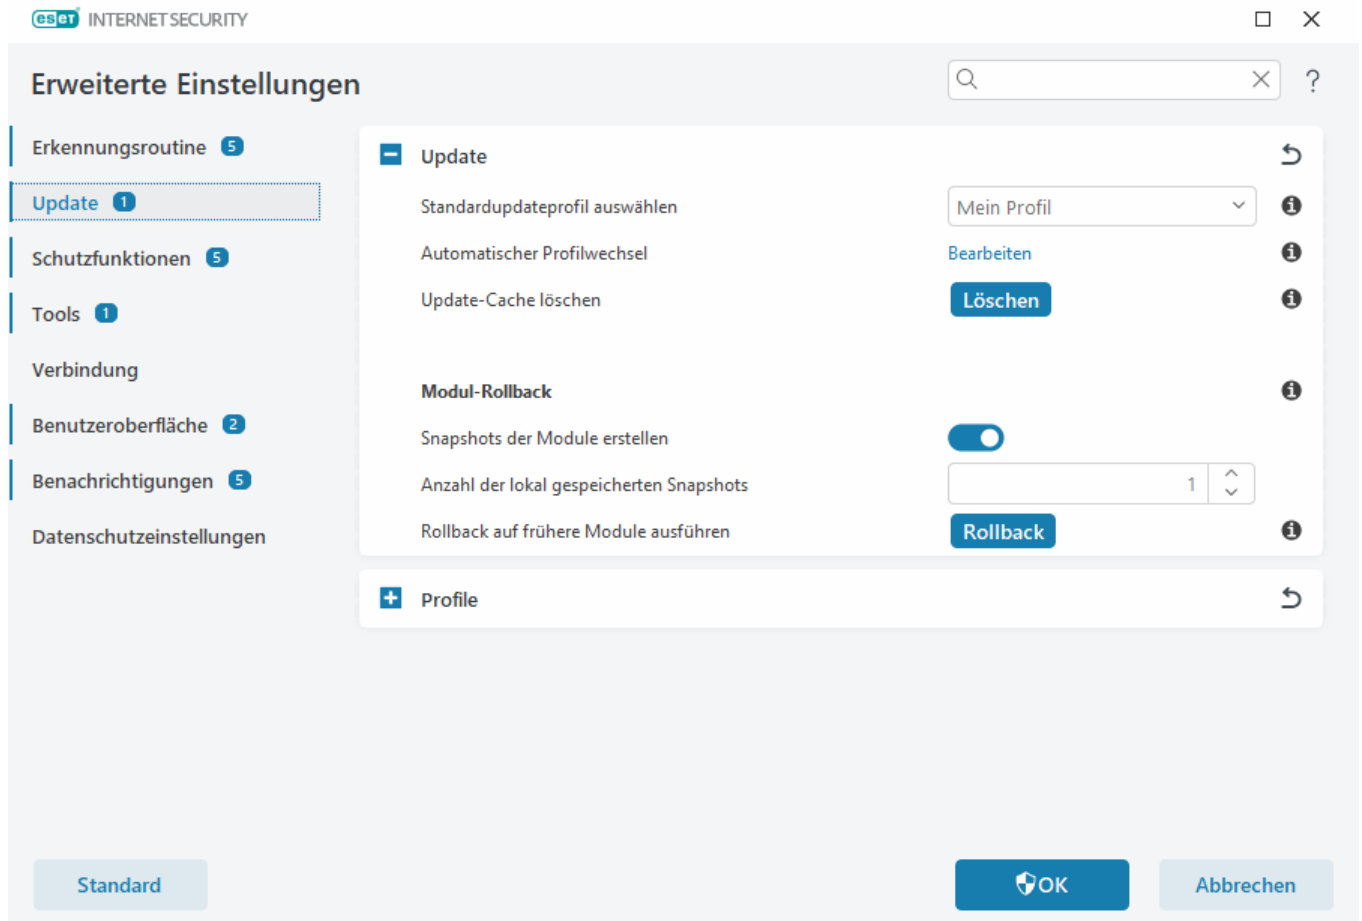 eset INTERNET SECURITY
Erweiterte Einstellungen
?
Erkennungsroutine 5
Update 1
Schutzfunktionen 5
Tools 1
Verbindung
Benutzeroberfläche 2
Benachrichtigungen 5
Datenschutzeinstellungen
Update
Standardupdateprofil auswählen Mein Profil
Automatischer Profilwechsel Bearbeiten
Update-Cache löschen Löschen
Modul-Rollback
Snapshots der Module erstellen
Anzahl der lokal gespeicherten Snapshots 1
Rollback auf frühere Module ausführen Rollback
Profile
Standard OK Abbrechen